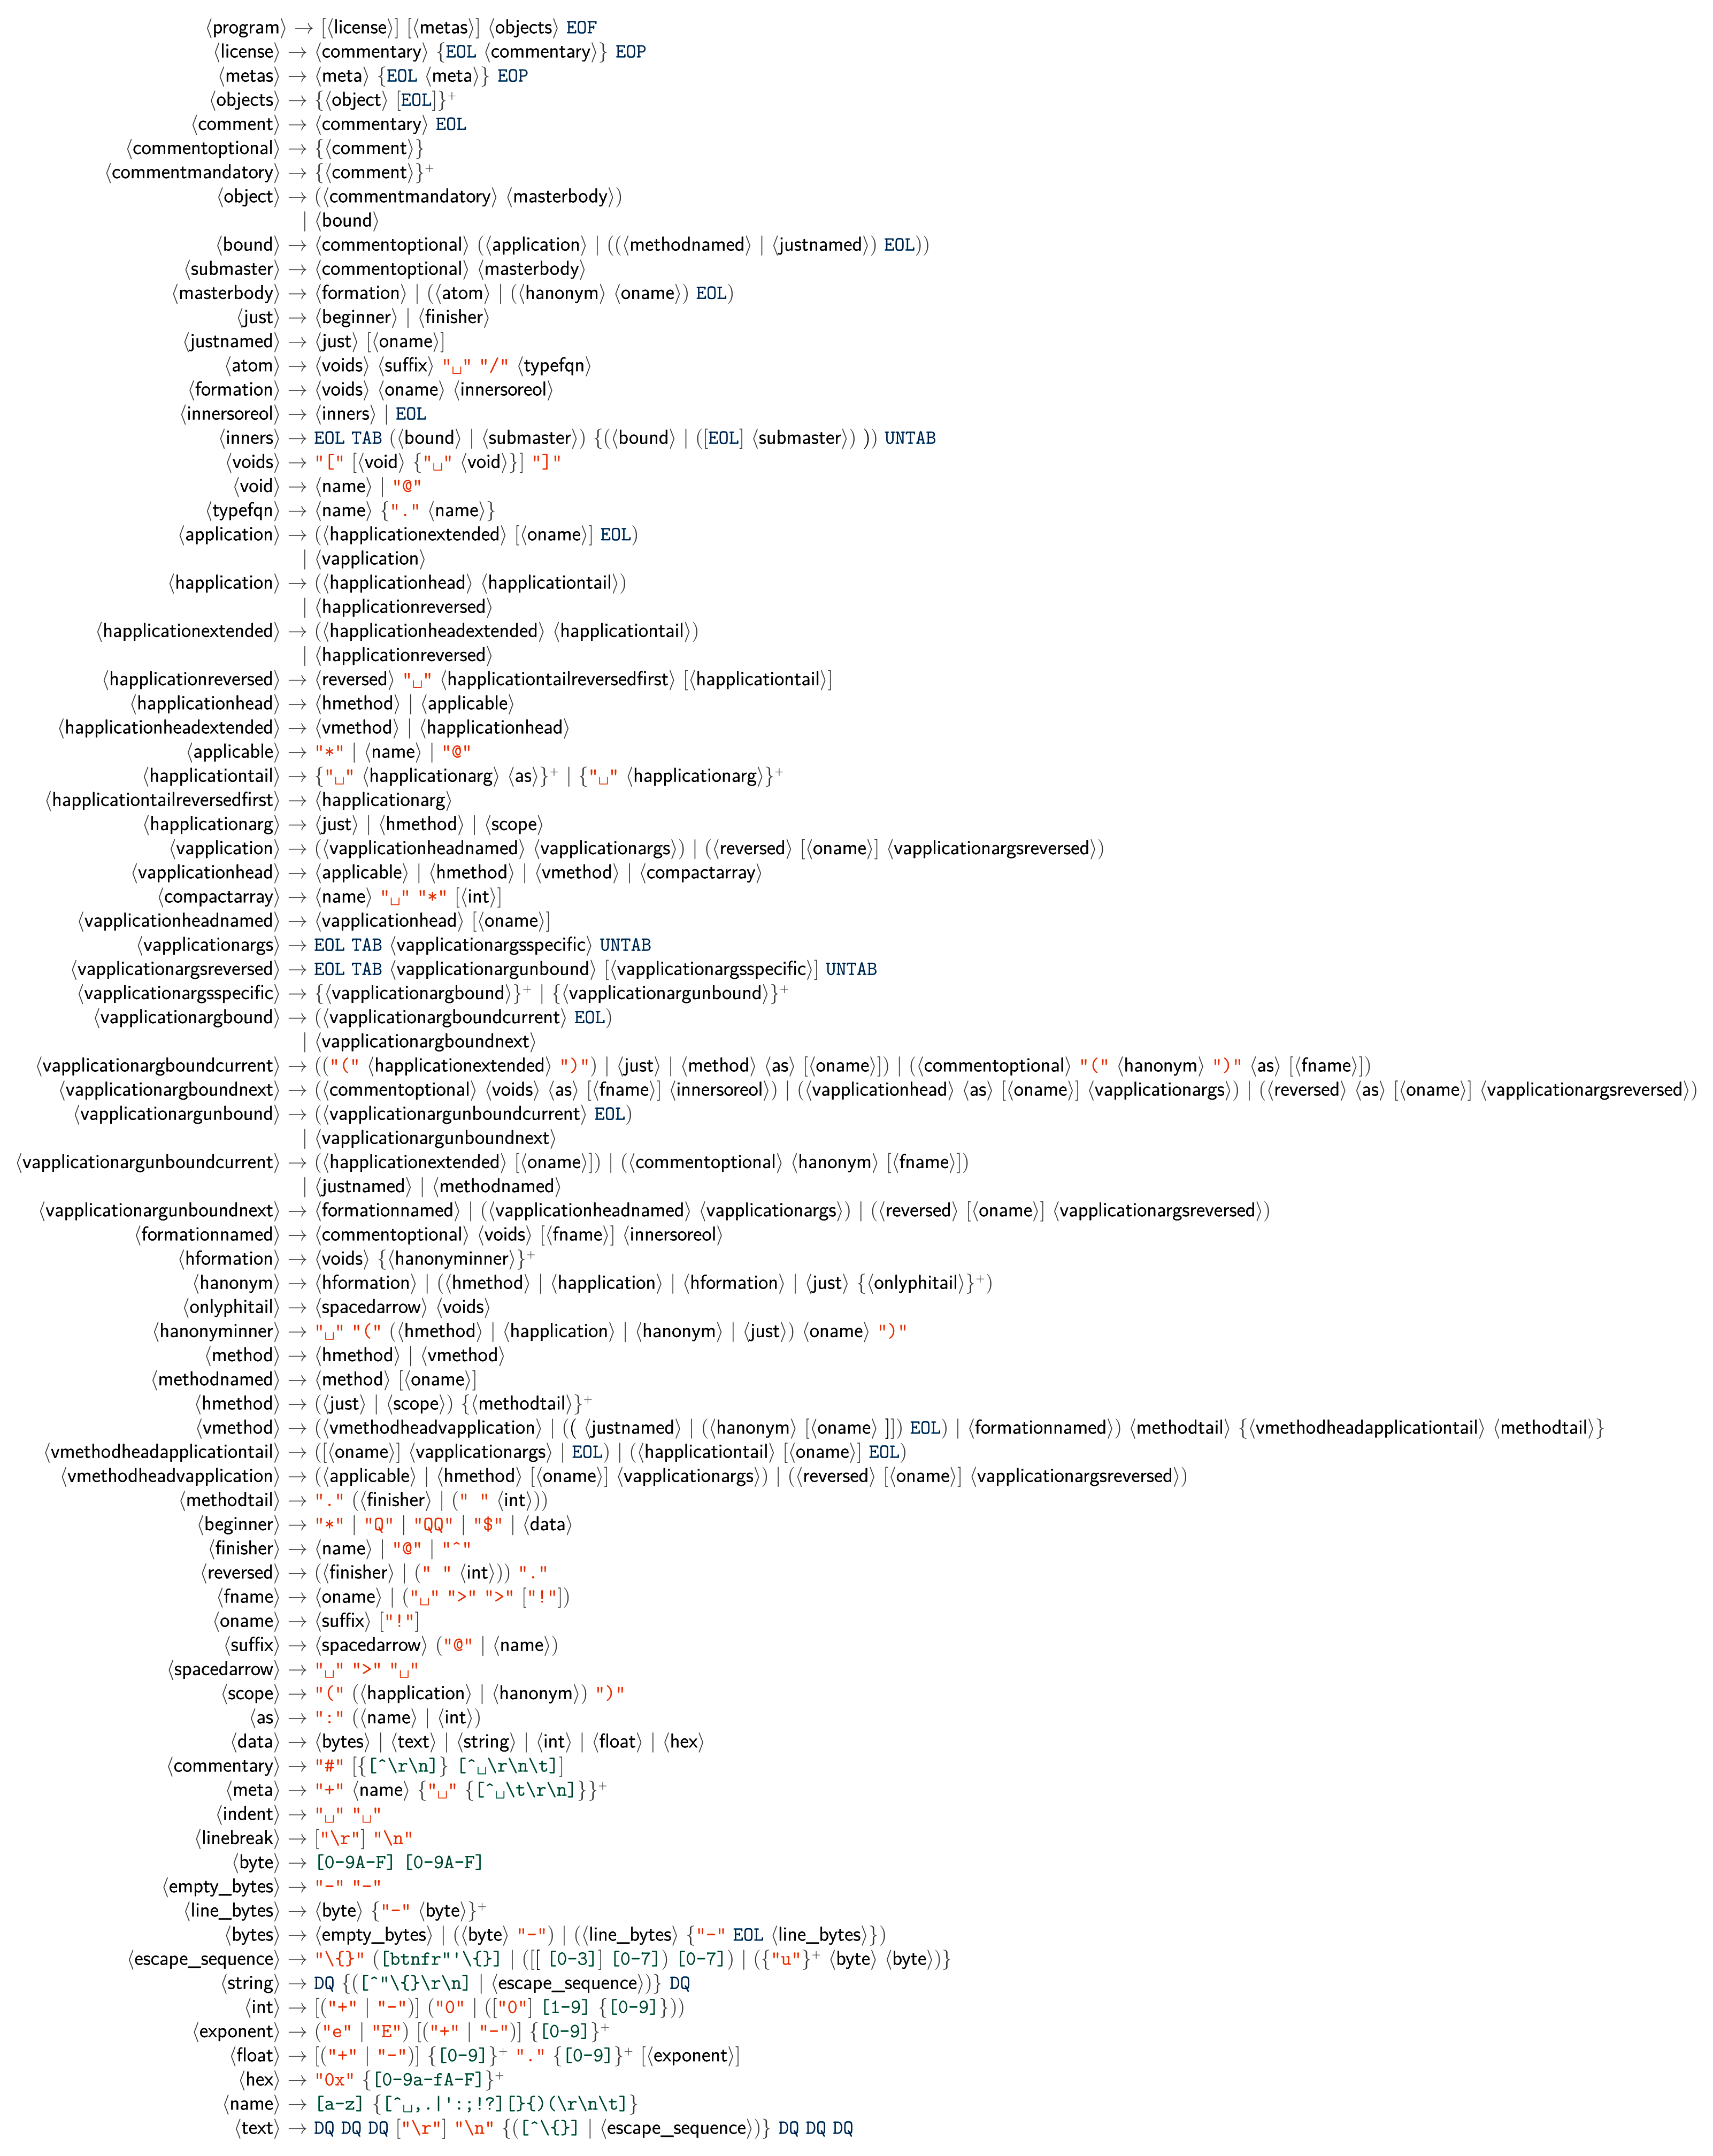 ⟨program⟩ → [⟨license⟩] [⟨metas⟩] ⟨objects⟩ EOF
⟨license⟩ → ⟨commentary⟩ {EOL ⟨commentary⟩} EOP
⟨metas⟩ → ⟨meta⟩ {EOL ⟨meta⟩} EOP
⟨objects⟩ → {⟨object⟩ [EOL]}⁺
⟨comment⟩ → ⟨commentary⟩ EOL
⟨commentoptional⟩ → {⟨comment⟩}
⟨commentmandatory⟩ → {⟨comment⟩}⁺
⟨object⟩ → (⟨commentmandatory⟩ ⟨masterbody⟩)
| ⟨bound⟩
⟨bound⟩ → ⟨commentoptional⟩ (⟨application⟩ | ((⟨methodnamed⟩ | ⟨justnamed⟩) EOL))
⟨submaster⟩ → ⟨commentoptional⟩ ⟨masterbody⟩
⟨masterbody⟩ → ⟨formation⟩ | (⟨atom⟩ | (⟨hanonym⟩ ⟨oname⟩) EOL)
⟨just⟩ → ⟨beginner⟩ | ⟨finisher⟩
⟨justnamed⟩ → ⟨just⟩ [⟨oname⟩]
⟨atom⟩ → ⟨voids⟩ ⟨suffix⟩ "␣" "/" ⟨typefqn⟩
⟨formation⟩ → ⟨voids⟩ ⟨oname⟩ ⟨innersoreol⟩
⟨innersoreol⟩ → ⟨inners⟩ | EOL
⟨inners⟩ → EOL TAB (⟨bound⟩ | ⟨submaster⟩) {(⟨bound⟩ | ([EOL] ⟨submaster⟩) )} UNTAB
⟨voids⟩ → "[" [⟨void⟩ {"␣" ⟨void⟩}] "]"
⟨void⟩ → ⟨name⟩ | "@"
⟨typefqn⟩ → ⟨name⟩ {"." ⟨name⟩}
⟨application⟩ → (⟨happlicationextended⟩ [⟨oname⟩] EOL)
| ⟨vapplication⟩
⟨happlication⟩ → (⟨happlicationhead⟩ ⟨happlicationtail⟩)
| ⟨happlicationreversed⟩
⟨happlicationextended⟩ → (⟨happlicationheadextended⟩ ⟨happlicationtail⟩)
| ⟨happlicationreversed⟩
⟨happlicationreversed⟩ → ⟨reversed⟩ "␣" ⟨happlicationtailreversedfirst⟩ [⟨happlicationtail⟩]
⟨happlicationhead⟩ → ⟨hmethod⟩ | ⟨applicable⟩
⟨happlicationheadextended⟩ → ⟨vmethod⟩ | ⟨happlicationhead⟩
⟨applicable⟩ → "*" | ⟨name⟩ | "@"
⟨happlicationtail⟩ → {"␣" ⟨happlicationarg⟩ ⟨as⟩}⁺ | {"␣" ⟨happlicationarg⟩}⁺
⟨happlicationtailreversedfirst⟩ → ⟨happlicationarg⟩
⟨happlicationarg⟩ → ⟨just⟩ | ⟨hmethod⟩ | ⟨scope⟩
⟨vapplication⟩ → (⟨vapplicationheadnamed⟩ ⟨vapplicationargs⟩) | (⟨reversed⟩ [⟨oname⟩] ⟨vapplicationargsreversed⟩)
⟨vapplicationhead⟩ → ⟨applicable⟩ | ⟨hmethod⟩ | ⟨vmethod⟩ | ⟨compactarray⟩
⟨compactarray⟩ → ⟨name⟩ "␣" "*" [⟨int⟩]
⟨vapplicationheadnamed⟩ → ⟨vapplicationhead⟩ [⟨oname⟩]
⟨vapplicationargs⟩ → EOL TAB ⟨vapplicationargsspecific⟩ UNTAB
⟨vapplicationargsreversed⟩ → EOL TAB ⟨vapplicationargunbound⟩ [⟨vapplicationargsspecific⟩] UNTAB
⟨vapplicationargsspecific⟩ → {⟨vapplicationargbound⟩}⁺ | {⟨vapplicationargunbound⟩}⁺
⟨vapplicationargbound⟩ → (⟨vapplicationargboundcurrent⟩ EOL)
| ⟨vapplicationargboundnext⟩
⟨vapplicationargboundcurrent⟩ → (("(" ⟨happlicationextended⟩ ")") | ⟨just⟩ | ⟨method⟩ ⟨as⟩ [⟨oname⟩]) | (⟨commentoptional⟩ "(" ⟨hanonym⟩ ")" ⟨as⟩ [⟨fname⟩])
⟨vapplicationargboundnext⟩ → (⟨commentoptional⟩ ⟨voids⟩ ⟨as⟩ [⟨fname⟩] ⟨innersoreol⟩) | (⟨vapplicationhead⟩ ⟨as⟩ [⟨oname⟩] ⟨vapplicationargs⟩) | (⟨reversed⟩ ⟨as⟩ [⟨oname⟩] ⟨vapplicationargsreversed⟩)
⟨vapplicationargunbound⟩ → (⟨vapplicationargunboundcurrent⟩ EOL)
| ⟨vapplicationargunboundnext⟩
⟨vapplicationargunboundcurrent⟩ → (⟨happlicationextended⟩ [⟨oname⟩]) | (⟨commentoptional⟩ ⟨hanonym⟩ [⟨fname⟩])
| ⟨justnamed⟩ | ⟨methodnamed⟩
⟨vapplicationargunboundnext⟩ → ⟨formationnamed⟩ | (⟨vapplicationheadnamed⟩ ⟨vapplicationargs⟩) | (⟨reversed⟩ [⟨oname⟩] ⟨vapplicationargsreversed⟩)
⟨formationnamed⟩ → ⟨commentoptional⟩ ⟨voids⟩ [⟨fname⟩] ⟨innersoreol⟩
⟨hformation⟩ → ⟨voids⟩ {⟨hanonyminner⟩}⁺
⟨hanonym⟩ → ⟨hformation⟩ | (⟨hmethod⟩ | ⟨happlication⟩ | ⟨hformation⟩ | ⟨just⟩ {⟨onlyphitail⟩}⁺)
⟨onlyphitail⟩ → ⟨spacedarrow⟩ ⟨voids⟩
⟨hanonyminner⟩ → "␣" "(" (⟨hmethod⟩ | ⟨happlication⟩ | ⟨hanonym⟩ | ⟨just⟩) ⟨oname⟩ ")"
⟨method⟩ → ⟨hmethod⟩ | ⟨vmethod⟩
⟨methodnamed⟩ → ⟨method⟩ [⟨oname⟩]
⟨hmethod⟩ → (⟨just⟩ | ⟨scope⟩) {⟨methodtail⟩}⁺
⟨vmethod⟩ → (⟨vmethodheadvapplication⟩ | (( ⟨justnamed⟩ | (⟨hanonym⟩ [⟨oname⟩ ]]) EOL) | ⟨formationnamed⟩) ⟨methodtail⟩ {⟨vmethodheadapplicationtail⟩ ⟨methodtail⟩}
⟨vmethodheadapplicationtail⟩ → ([⟨oname⟩] ⟨vapplicationargs⟩ | EOL) | (⟨happlicationtail⟩ [⟨oname⟩] EOL)
⟨vmethodheadvapplication⟩ → (⟨applicable⟩ | ⟨hmethod⟩ [⟨oname⟩] ⟨vapplicationargs⟩) | (⟨reversed⟩ [⟨oname⟩] ⟨vapplicationargsreversed⟩)
⟨methodtail⟩ → "." (⟨finisher⟩ | (" " ⟨int⟩))
⟨beginner⟩ → "*" | "Q" | "QQ" | "$" | ⟨data⟩
⟨finisher⟩ → ⟨name⟩ | "@" | "^"
⟨reversed⟩ → (⟨finisher⟩ | (" " ⟨int⟩)) "."
⟨fname⟩ → ⟨oname⟩ | ("␣" ">" ">" ["!"])
⟨oname⟩ → ⟨suffix⟩ ["!"]
⟨suffix⟩ → ⟨spacedarrow⟩ ("@" | ⟨name⟩)
⟨spacedarrow⟩ → "␣" ">" "␣"
⟨scope⟩ → "(" (⟨happlication⟩ | ⟨hanonym⟩) ")"
⟨as⟩ → ":" (⟨name⟩ | ⟨int⟩)
⟨data⟩ → ⟨bytes⟩ | ⟨text⟩ | ⟨string⟩ | ⟨int⟩ | ⟨float⟩ | ⟨hex⟩
⟨commentary⟩ → "#" [{[^\r\n]} [^␣\r\n\t]]
⟨meta⟩ → "+" ⟨name⟩ {"␣" {[^␣\t\r\n]}}⁺
⟨indent⟩ → "␣" "␣"
⟨linebreak⟩ → ["\r"] "\n"
⟨byte⟩ → [0-9A-F] [0-9A-F]
⟨empty_bytes⟩ → "-" "-"
⟨line_bytes⟩ → ⟨byte⟩ {"-" ⟨byte⟩}⁺
⟨bytes⟩ → ⟨empty_bytes⟩ | (⟨byte⟩ "-") | (⟨line_bytes⟩ {"-" EOL ⟨line_bytes⟩})
⟨escape_sequence⟩ → "\{}" ([btnfr"'\{}] | ([[ [0-3]] [0-7]) [0-7]) | ({"u"}⁺ ⟨byte⟩ ⟨byte⟩)}
⟨string⟩ → DQ {([^"\{}\r\n] | ⟨escape_sequence⟩)} DQ
⟨int⟩ → [("+" | "-")] ("0" | (["0"] [1-9] {[0-9]}))
⟨exponent⟩ → ("e" | "E") [("+" | "-")] {[0-9]}⁺
⟨float⟩ → [("+" | "-")] {[0-9]}⁺ "." {[0-9]}⁺ [⟨exponent⟩]
⟨hex⟩ → "0x" {[0-9a-fA-F]}⁺
⟨name⟩ → [a-z] {[^␣,.|':;!?][}{)(\r\n\t]}
⟨text⟩ → DQ DQ DQ ["\r"] "\n" {([^\{}] | ⟨escape_sequence⟩)} DQ DQ DQ